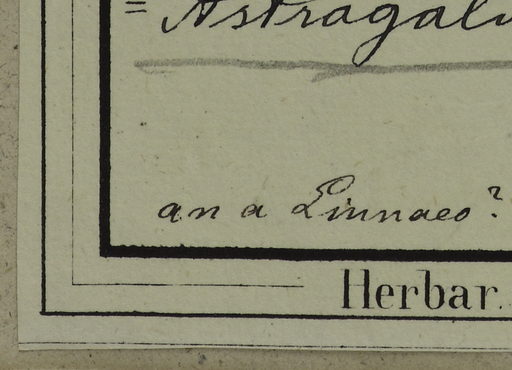 = Astragalu
an a Linnaeo?
Herbar.